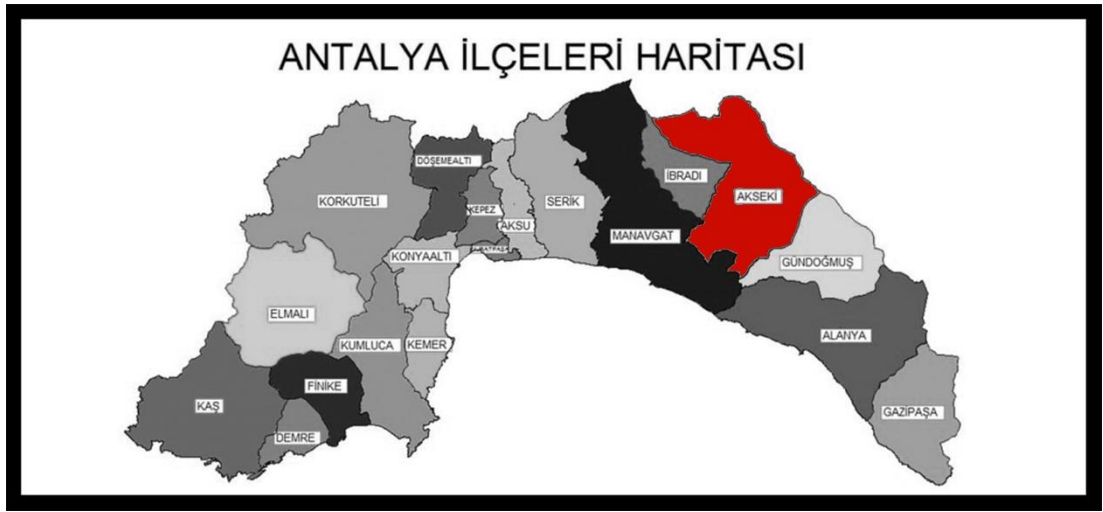 ANTALYA İLÇELERİ HARİTASI
DÖŞEMEALTI
İBRADI
AKSEKİ
KORKUTELİ
SERİK
KEPEZ
AKSU
MANAVGAT
KONYAALTI
GÜNDOĞMUŞ
ELMALI
ALANYA
KUMLUCA
KEMER
FİNİKE
KAŞ
GAZİPAŞA
DEMRE